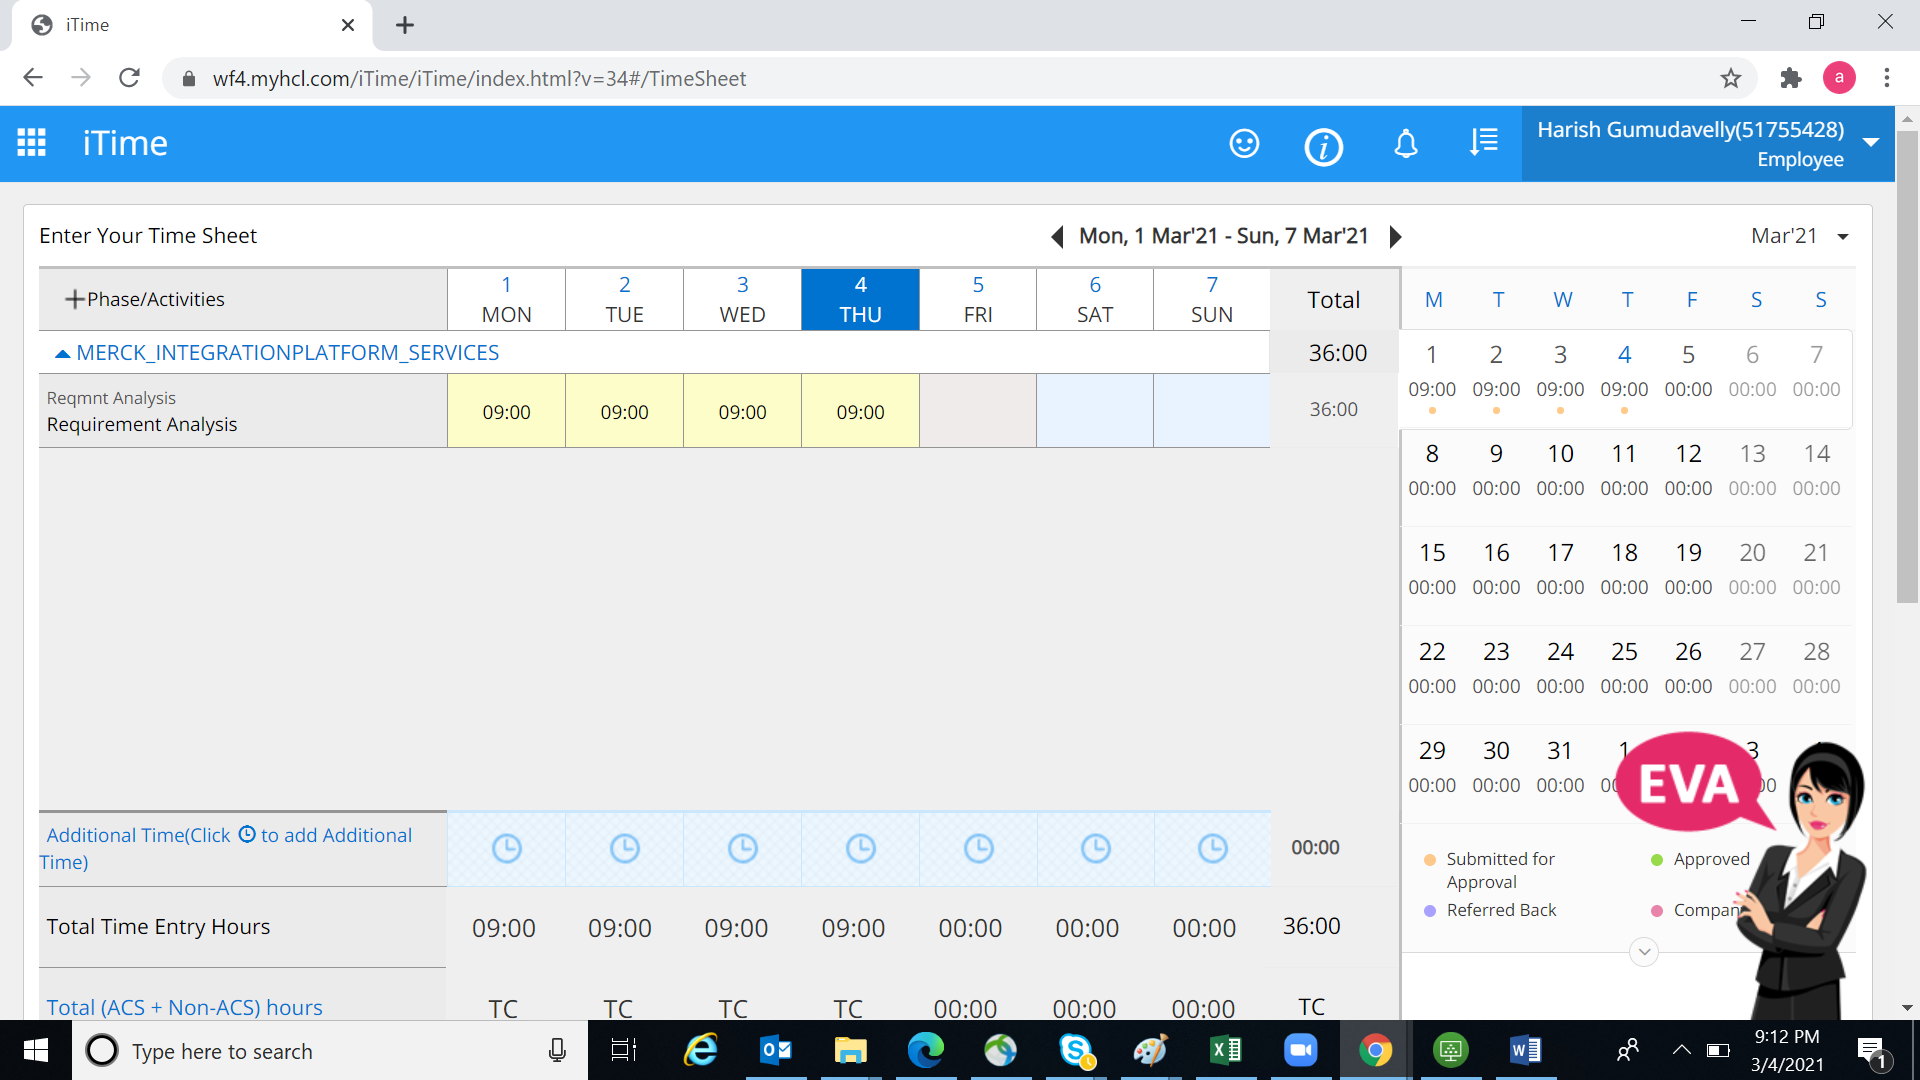 iTime
wf4.myhcl.com/iTime/iTime/index.html?v=34#/TimeSheet
a
iTime
Harish Gumudavelly(51755428)
Employee
Enter Your Time Sheet
Mon, 1 Mar'21 - Sun, 7 Mar'21
Mar'21
Phase/Activities
1 2 3 4 5 6 7
MON TUE WED THU FRI SAT SUN
Total
MERCK_INTEGRATIONPLATFORM_SERVICES 36:00
Reqmnt Analysis
Requirement Analysis
09:00 09:00 09:00 09:00 36:00
Additional Time(Click to add Additional
Time)
00:00
Total Time Entry Hours 09:00 09:00 09:00 09:00 00:00 00:00 00:00 36:00
Total (ACS + Non-ACS) hours TC TC TC TC 00:00 00:00 00:00 TC
M T W T F S S
1 2 3 4 5 6 7
09:00 09:00 09:00 09:00 00:00 00:00 00:00
8 9 10 11 12 13 14
00:00 00:00 00:00 00:00 00:00 00:00 00:00
15 16 17 18 19 20 21
00:00 00:00 00:00 00:00 00:00 00:00 00:00
22 23 24 25 26 27 28
00:00 00:00 00:00 00:00 00:00 00:00 00:00
29 30 31 1 3
00:00 00:00 00:00
EVA
Submitted for
Approval
Approved
Referred Back
Type here to search
9:12 PM
3/4/2021
1